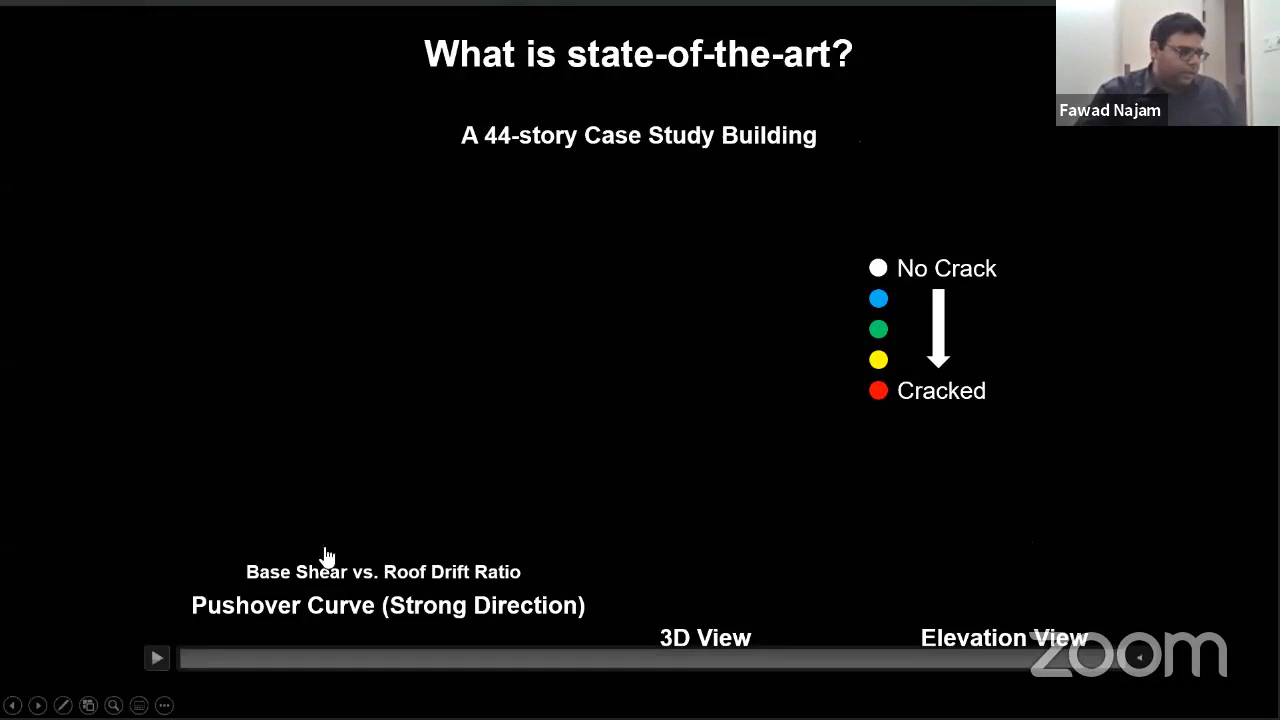 What is state-of-the-art?
Fawad Najam
A 44-story Case Study Building
No Crack
Cracked
Base Shear vs. Roof Drift Ratio
Pushover Curve (Strong Direction)
3D View
Elevation View
zoom